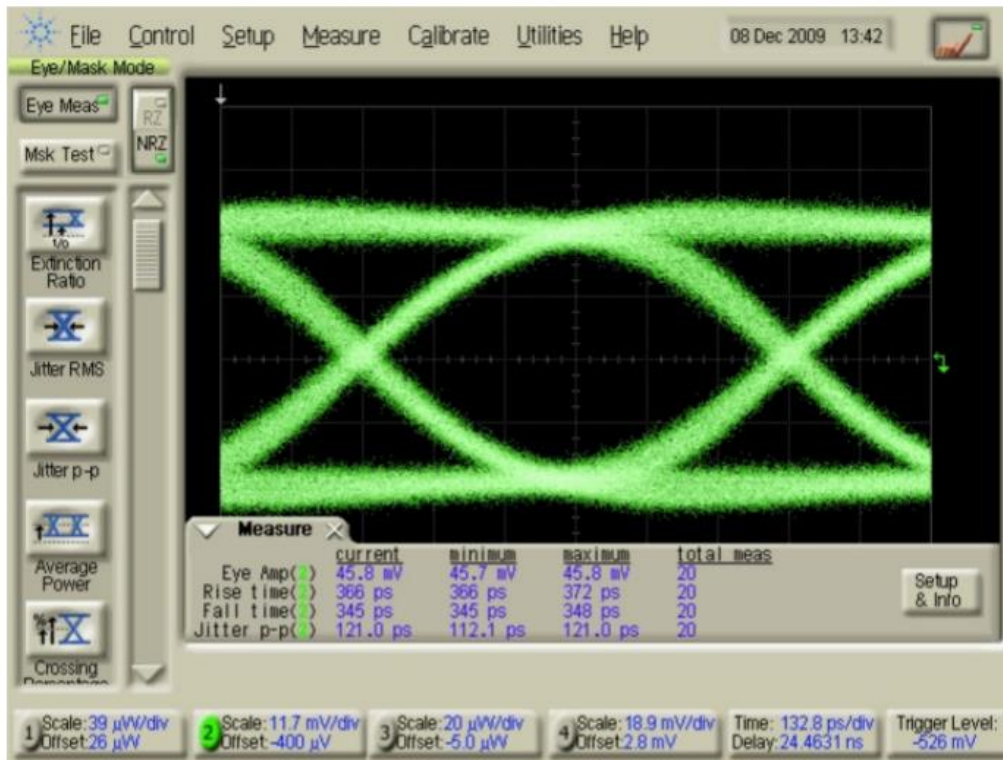 File Control Setup Measure Calibrate Utilities Help 08 Dec 2009 13:42
Eye/Mask Mode
Eye Meas
RZ
NRZ
Msk Test
1/0
Extinction
Ratio
Jitter RMS
Jitter p-p
Average
Power
Crossing
Percentage
Measure
current minimum maximum total meas
Eye Amp(2) 45.8 mV 45.7 mV 45.8 mV 20
Rise time(2) 366 ps 366 ps 372 ps 20
Fall time(2) 345 ps 345 ps 348 ps 20
Jitter p-p(2) 121.0 ps 112.1 ps 121.0 ps 20
Setup
& Info
1 Scale: 39 µW/div
Offset: 26 µW
2 Scale: 11.7 mV/div
Offset: -400 µV
3 Scale: 20 µW/div
Offset: -5.0 µW
4 Scale: 18.9 mV/div
Offset: 2.8 mV
Time: 132.8 ps/div
Delay: 24.4631 ns
Trigger Level:
-526 mV